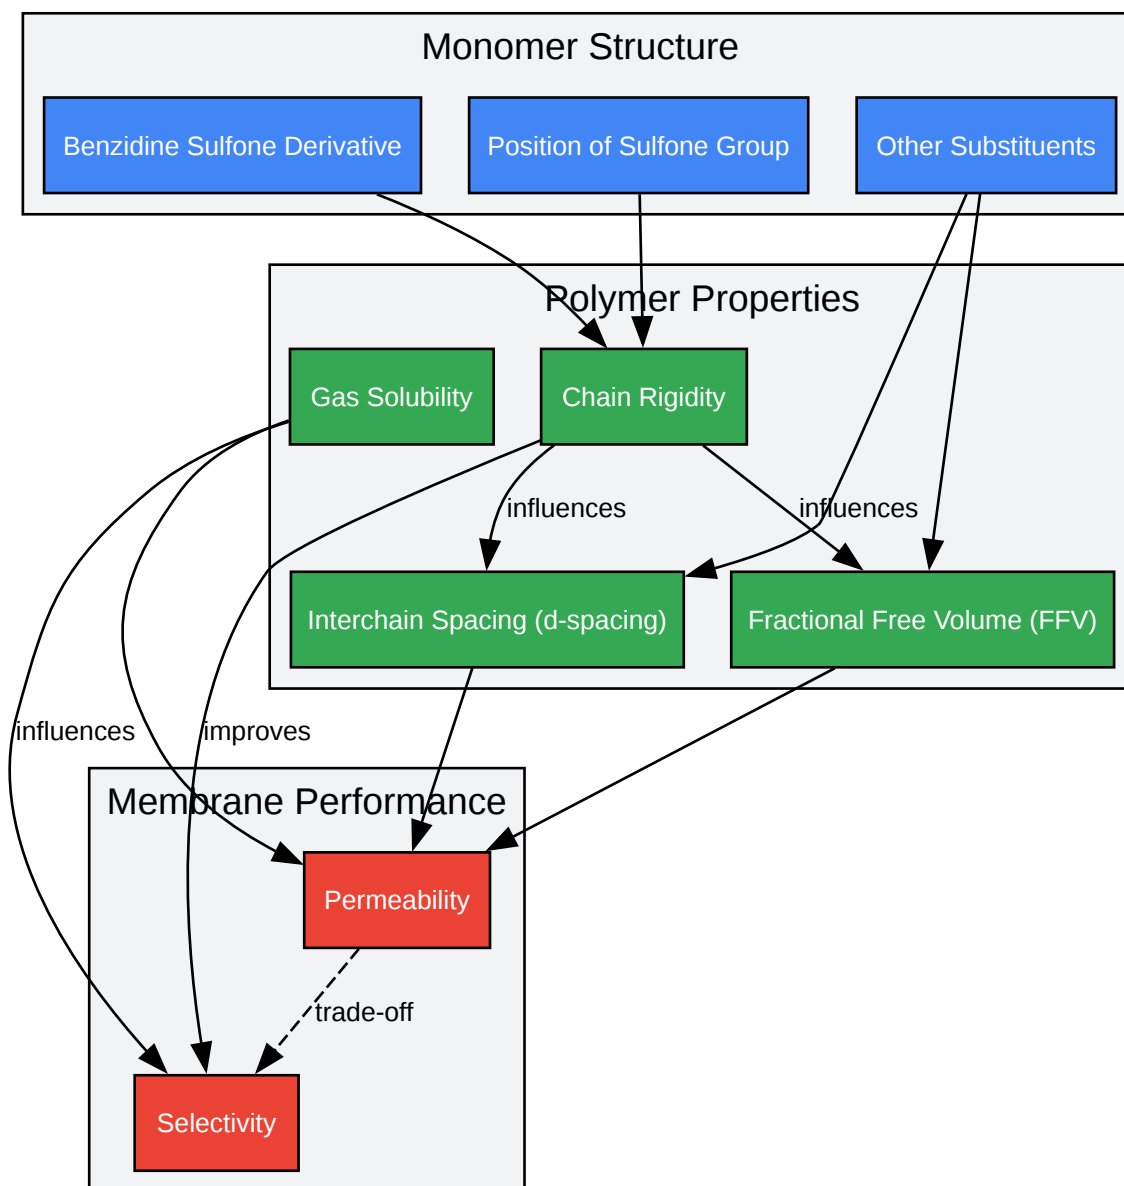 Monomer Structure
Benzidine Sulfone Derivative
Position of Sulfone Group
Other Substituents
Polymer Properties
Gas Solubility
Chain Rigidity
influences
influences
Interchain Spacing (d-spacing)
Fractional Free Volume (FFV)
influences
improves
Membrane Performance
Permeability
trade-off
Selectivity